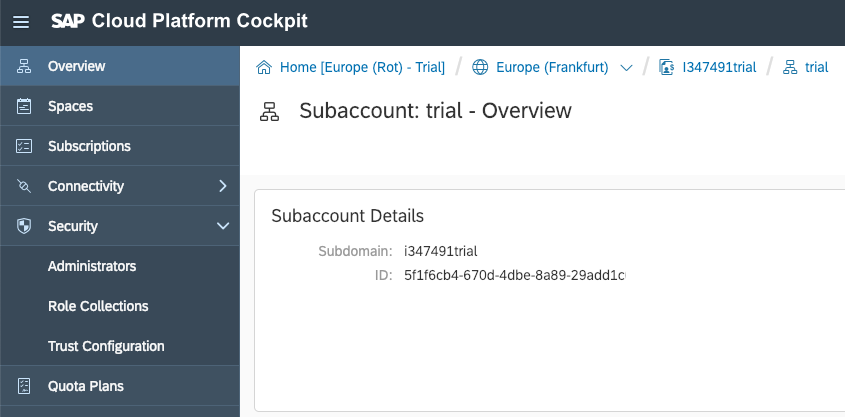 SAP Cloud Platform Cockpit
Overview
Spaces
Subscriptions
Connectivity
Security
Administrators
Role Collections
Trust Configuration
Quota Plans
Home [Europe (Rot) - Trial] / Europe (Frankfurt) / I347491trial / trial
Subaccount: trial - Overview
Subaccount Details
Subdomain: i347491trial
ID: 5f1f6cb4-670d-4dbe-8a89-29add1c